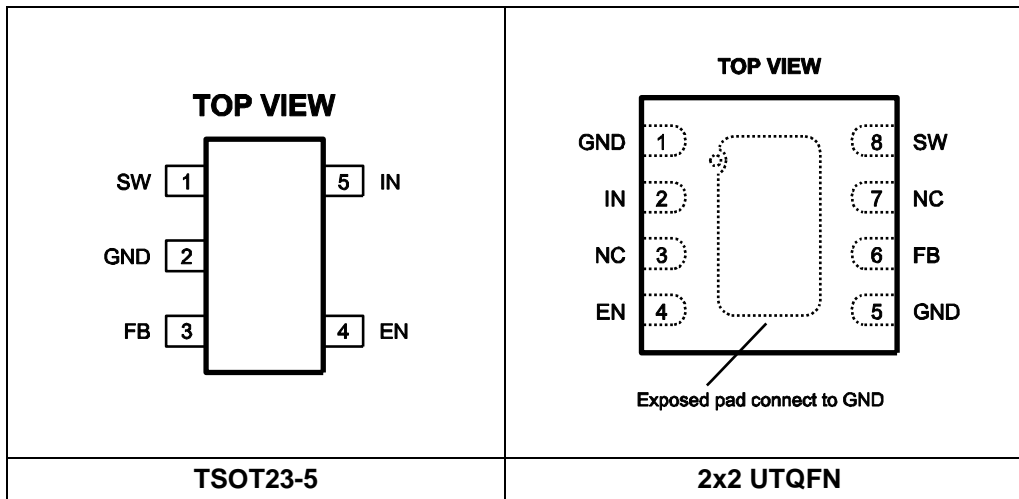 TOP VIEW
SW 1 5 IN
GND 2
FB 3 4 EN
TSOT23-5
TOP VIEW
GND 1 8 SW
IN 2 7 NC
NC 3 6 FB
EN 4 5 GND
Exposed pad connect to GND
2x2 UTQFN